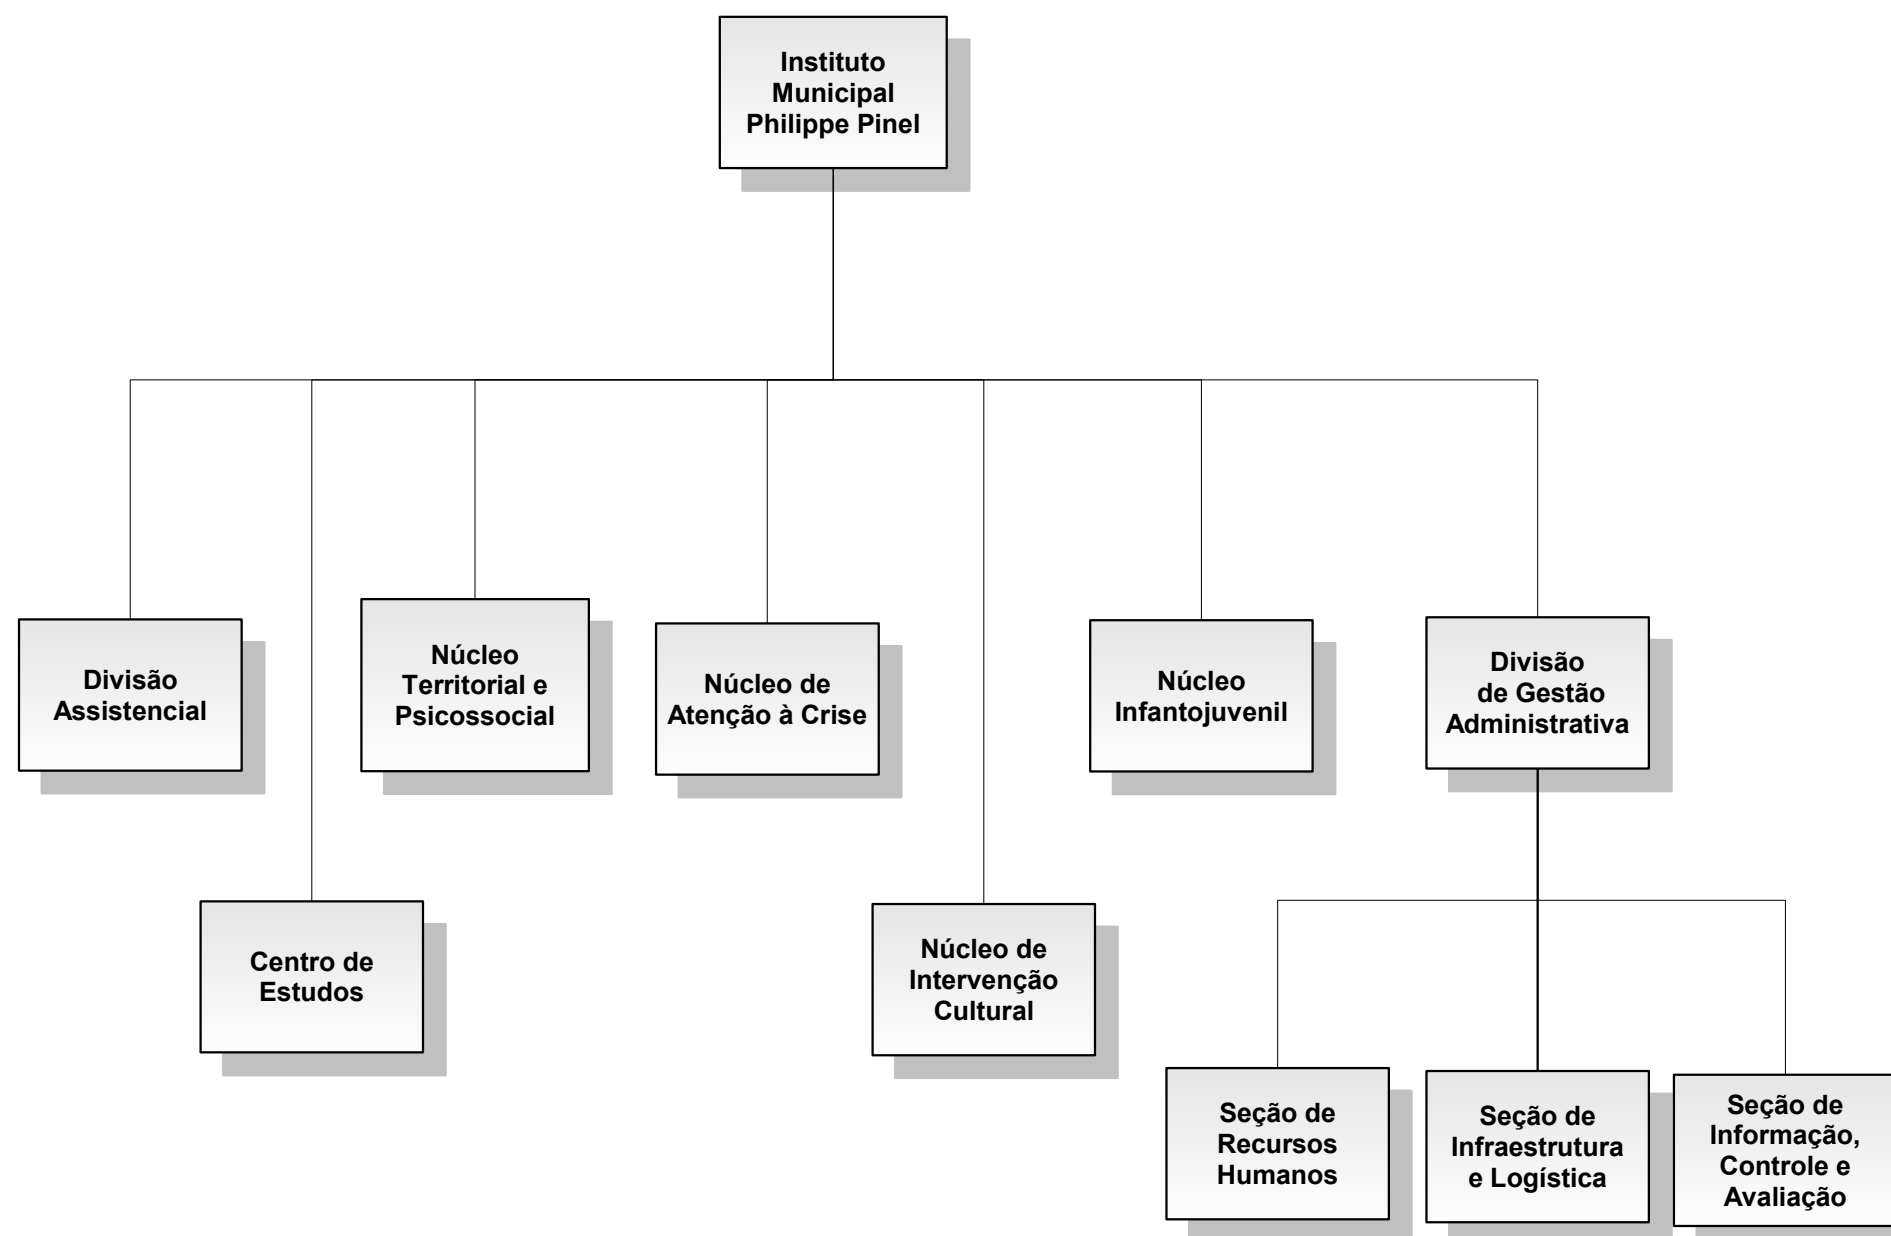 Instituto
Municipal
Philippe Pinel
Divisão
Assistencial
Núcleo
Territorial e
Psicossocial
Núcleo de
Atenção à Crise
Núcleo
Infantojuvenil
Divisão
de Gestão
Administrativa
Centro de
Estudos
Núcleo de
Intervenção
Cultural
Seção de
Recursos
Humanos
Seção de
Infraestrutura
e Logística
Seção de
Informação,
Controle e
Avaliação